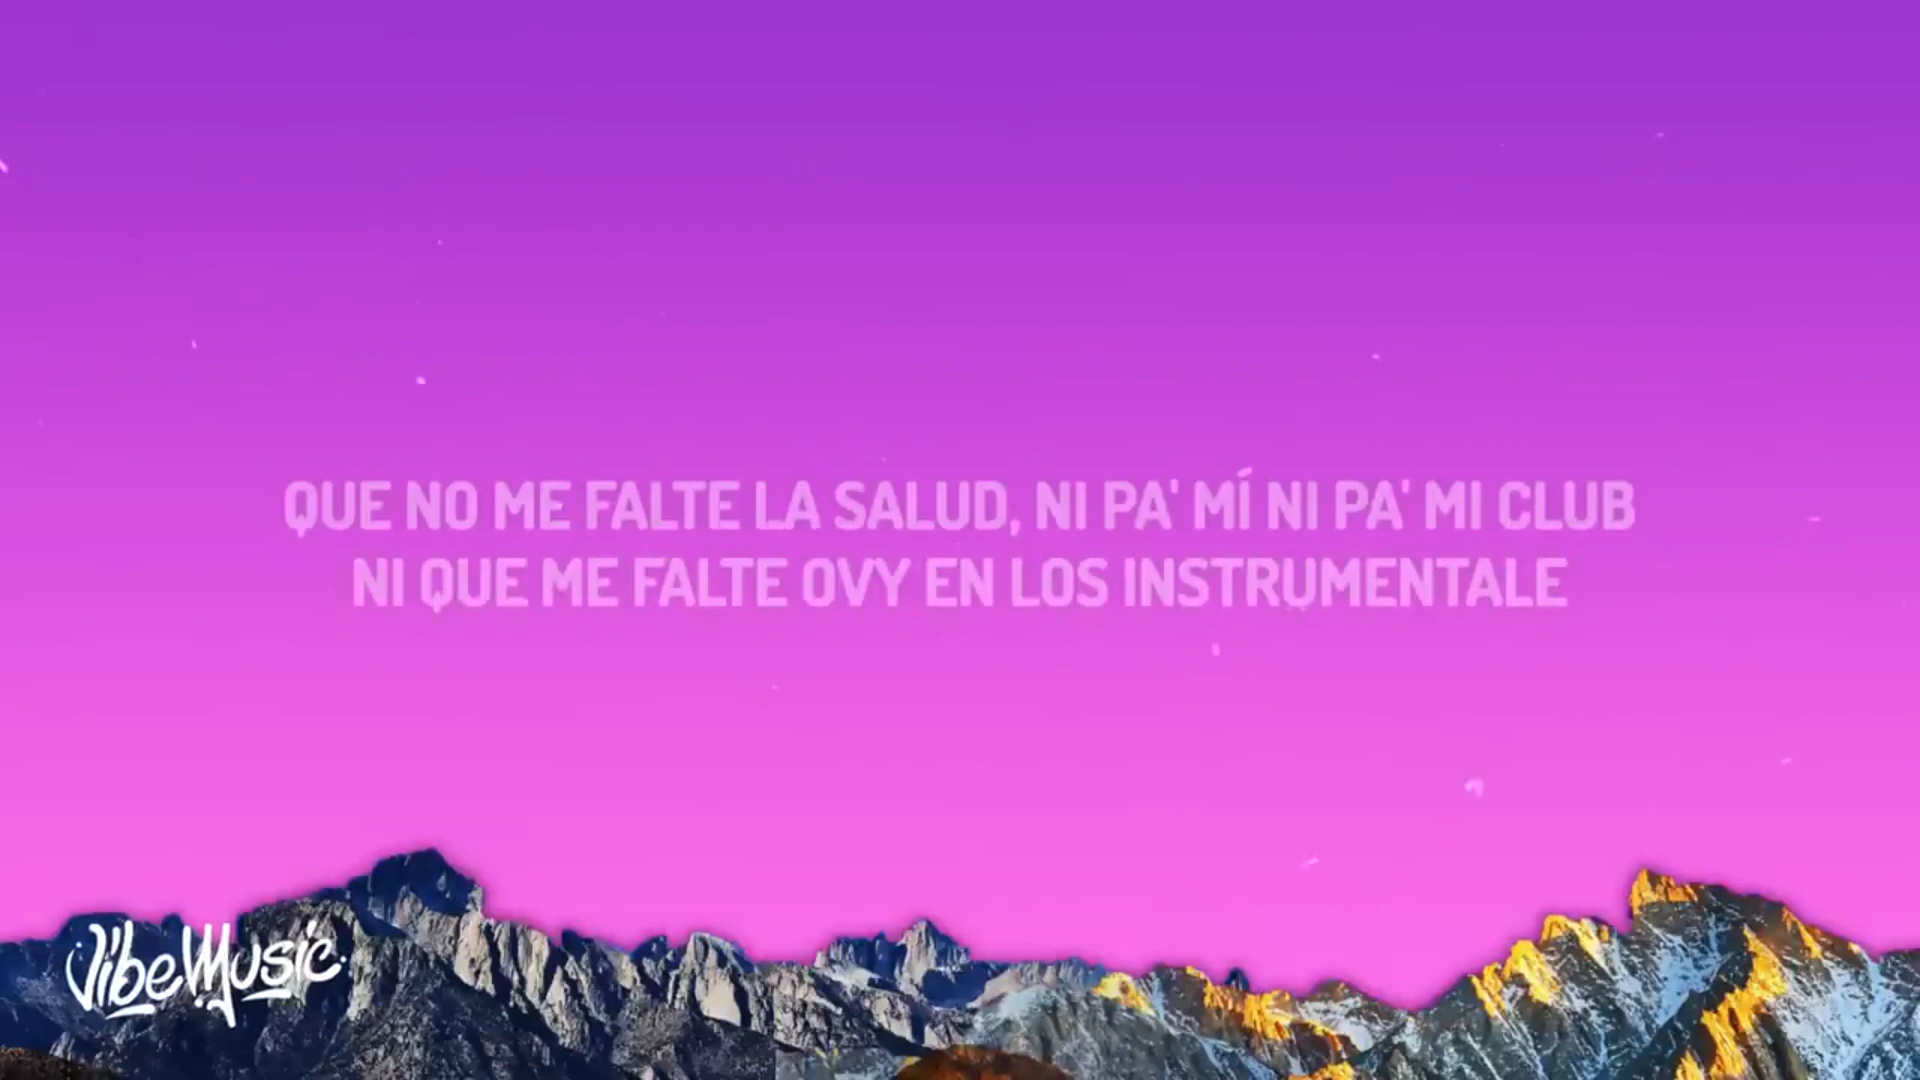 QUE NO ME FALTE LA SALUD, NI PA' MÍ NI PA' MI CLUB
NI QUE ME FALTE OVY EN LOS INSTRUMENTALE
VibeMusic